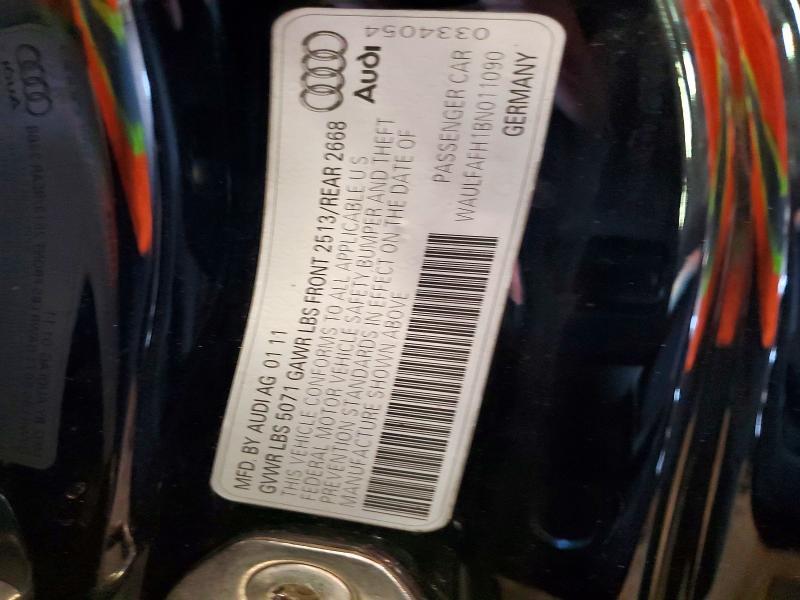 MFD. BY AUDI AG 01 11
GVWR LBS 5071 GAWR LBS FRONT 2513/REAR 2668
THIS VEHICLE CONFORMS TO ALL APPLICABLE U S
FEDERAL MOTOR VEHICLE SAFETY BUMPER AND THEFT
PREVENTION STANDARDS IN EFFECT ON THE DATE OF
MANUFACTURE SHOWN ABOVE
Audi
PASSENGER CAR
WAULFAFH1BN011090
GERMANY
0334054